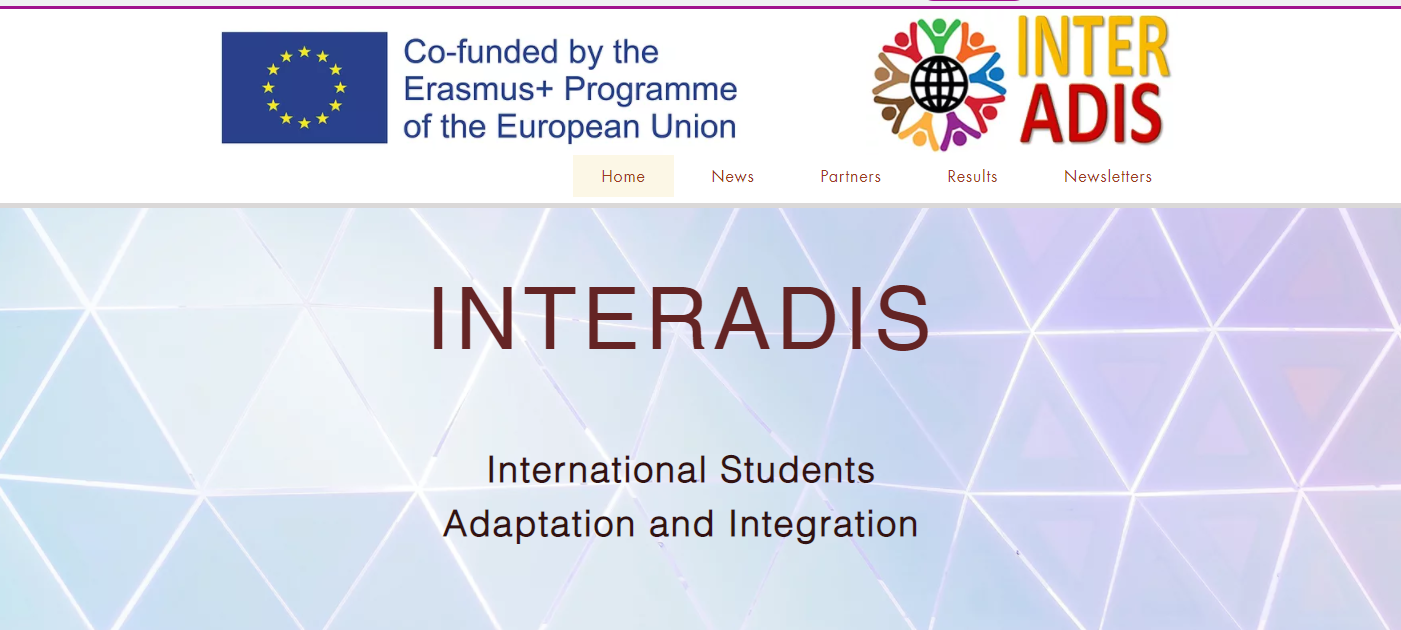 Co-funded by the
Erasmus+ Programme
of the European Union
INTER
ADIS
Home
News
Partners
Results
Newsletters
INTERADIS
International Students
Adaptation and Integration